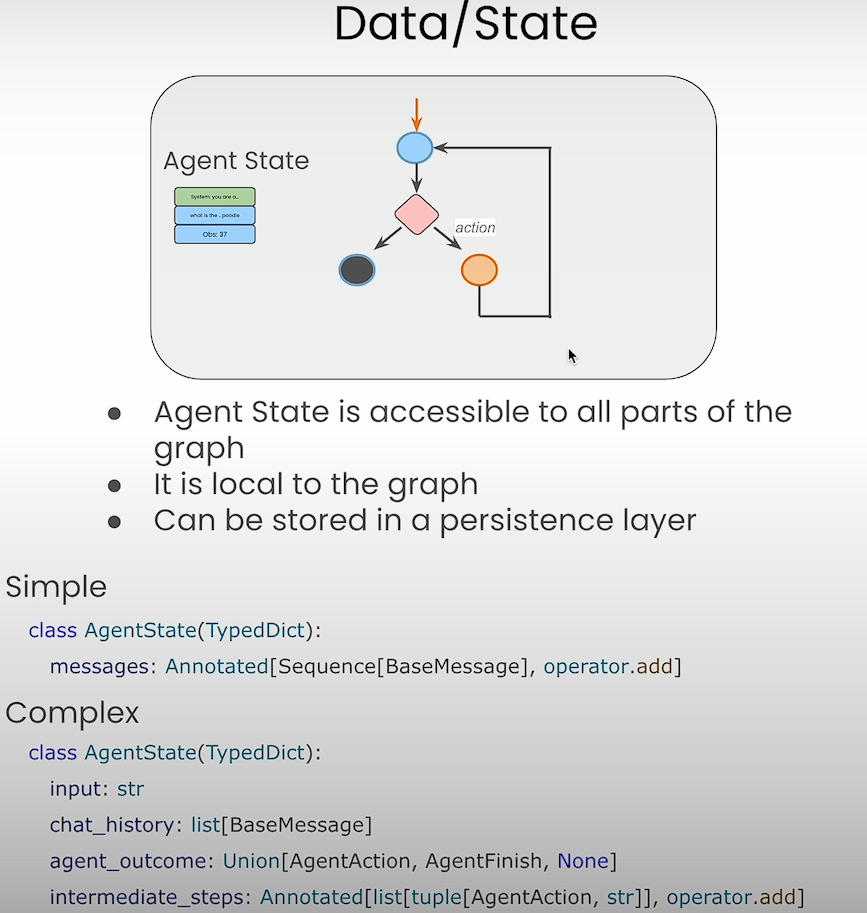 Data/State
Agent State
System: you are a..
what is the .. poodle
Obs: 37
action
● Agent State is accessible to all parts of the
graph
● It is local to the graph
● Can be stored in a persistence layer
Simple
class AgentState(TypedDict):
messages: Annotated[Sequence[BaseMessage], operator.add]
Complex
class AgentState(TypedDict):
input: str
chat_history: list[BaseMessage]
agent_outcome: Union[AgentAction, AgentFinish, None]
intermediate_steps: Annotated[list[tuple[AgentAction, str]], operator.add]